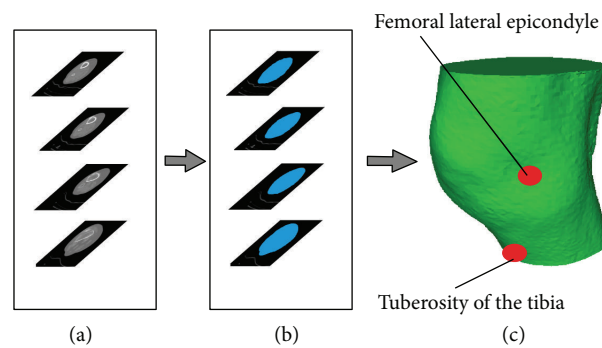 Femoral lateral epicondyle
Tuberosity of the tibia
(a)
(b)
(c)